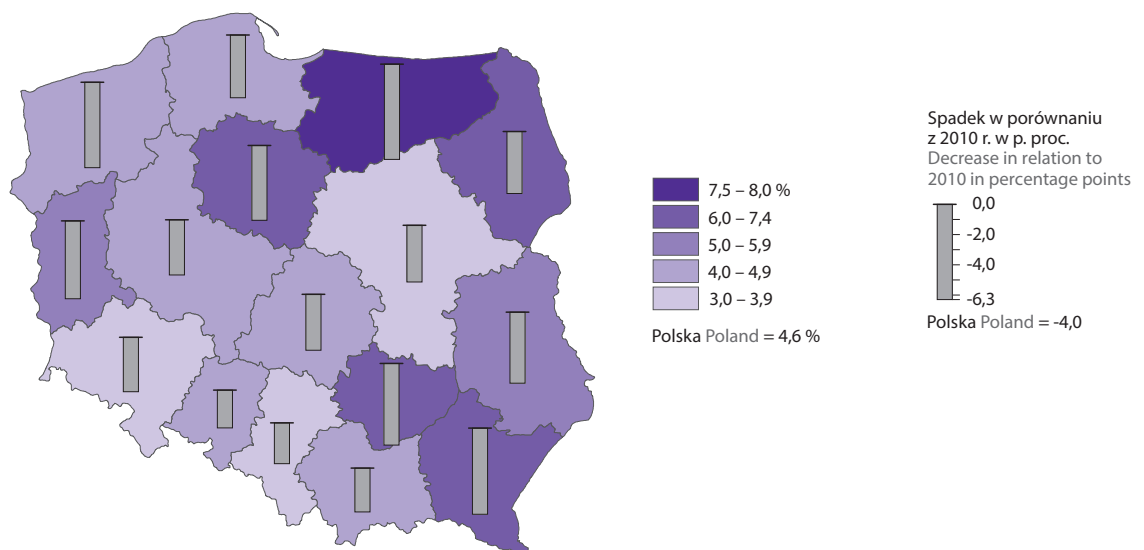 7,5 – 8,0 %
6,0 – 7,4
5,0 – 5,9
4,0 – 4,9
3,0 – 3,9
Polska Poland = 4,6 %
Spadek w porównaniu
z 2010 r. w p. proc.
Decrease in relation to
2010 in percentage points
0,0
-2,0
-4,0
-6,3
Polska Poland = -4,0